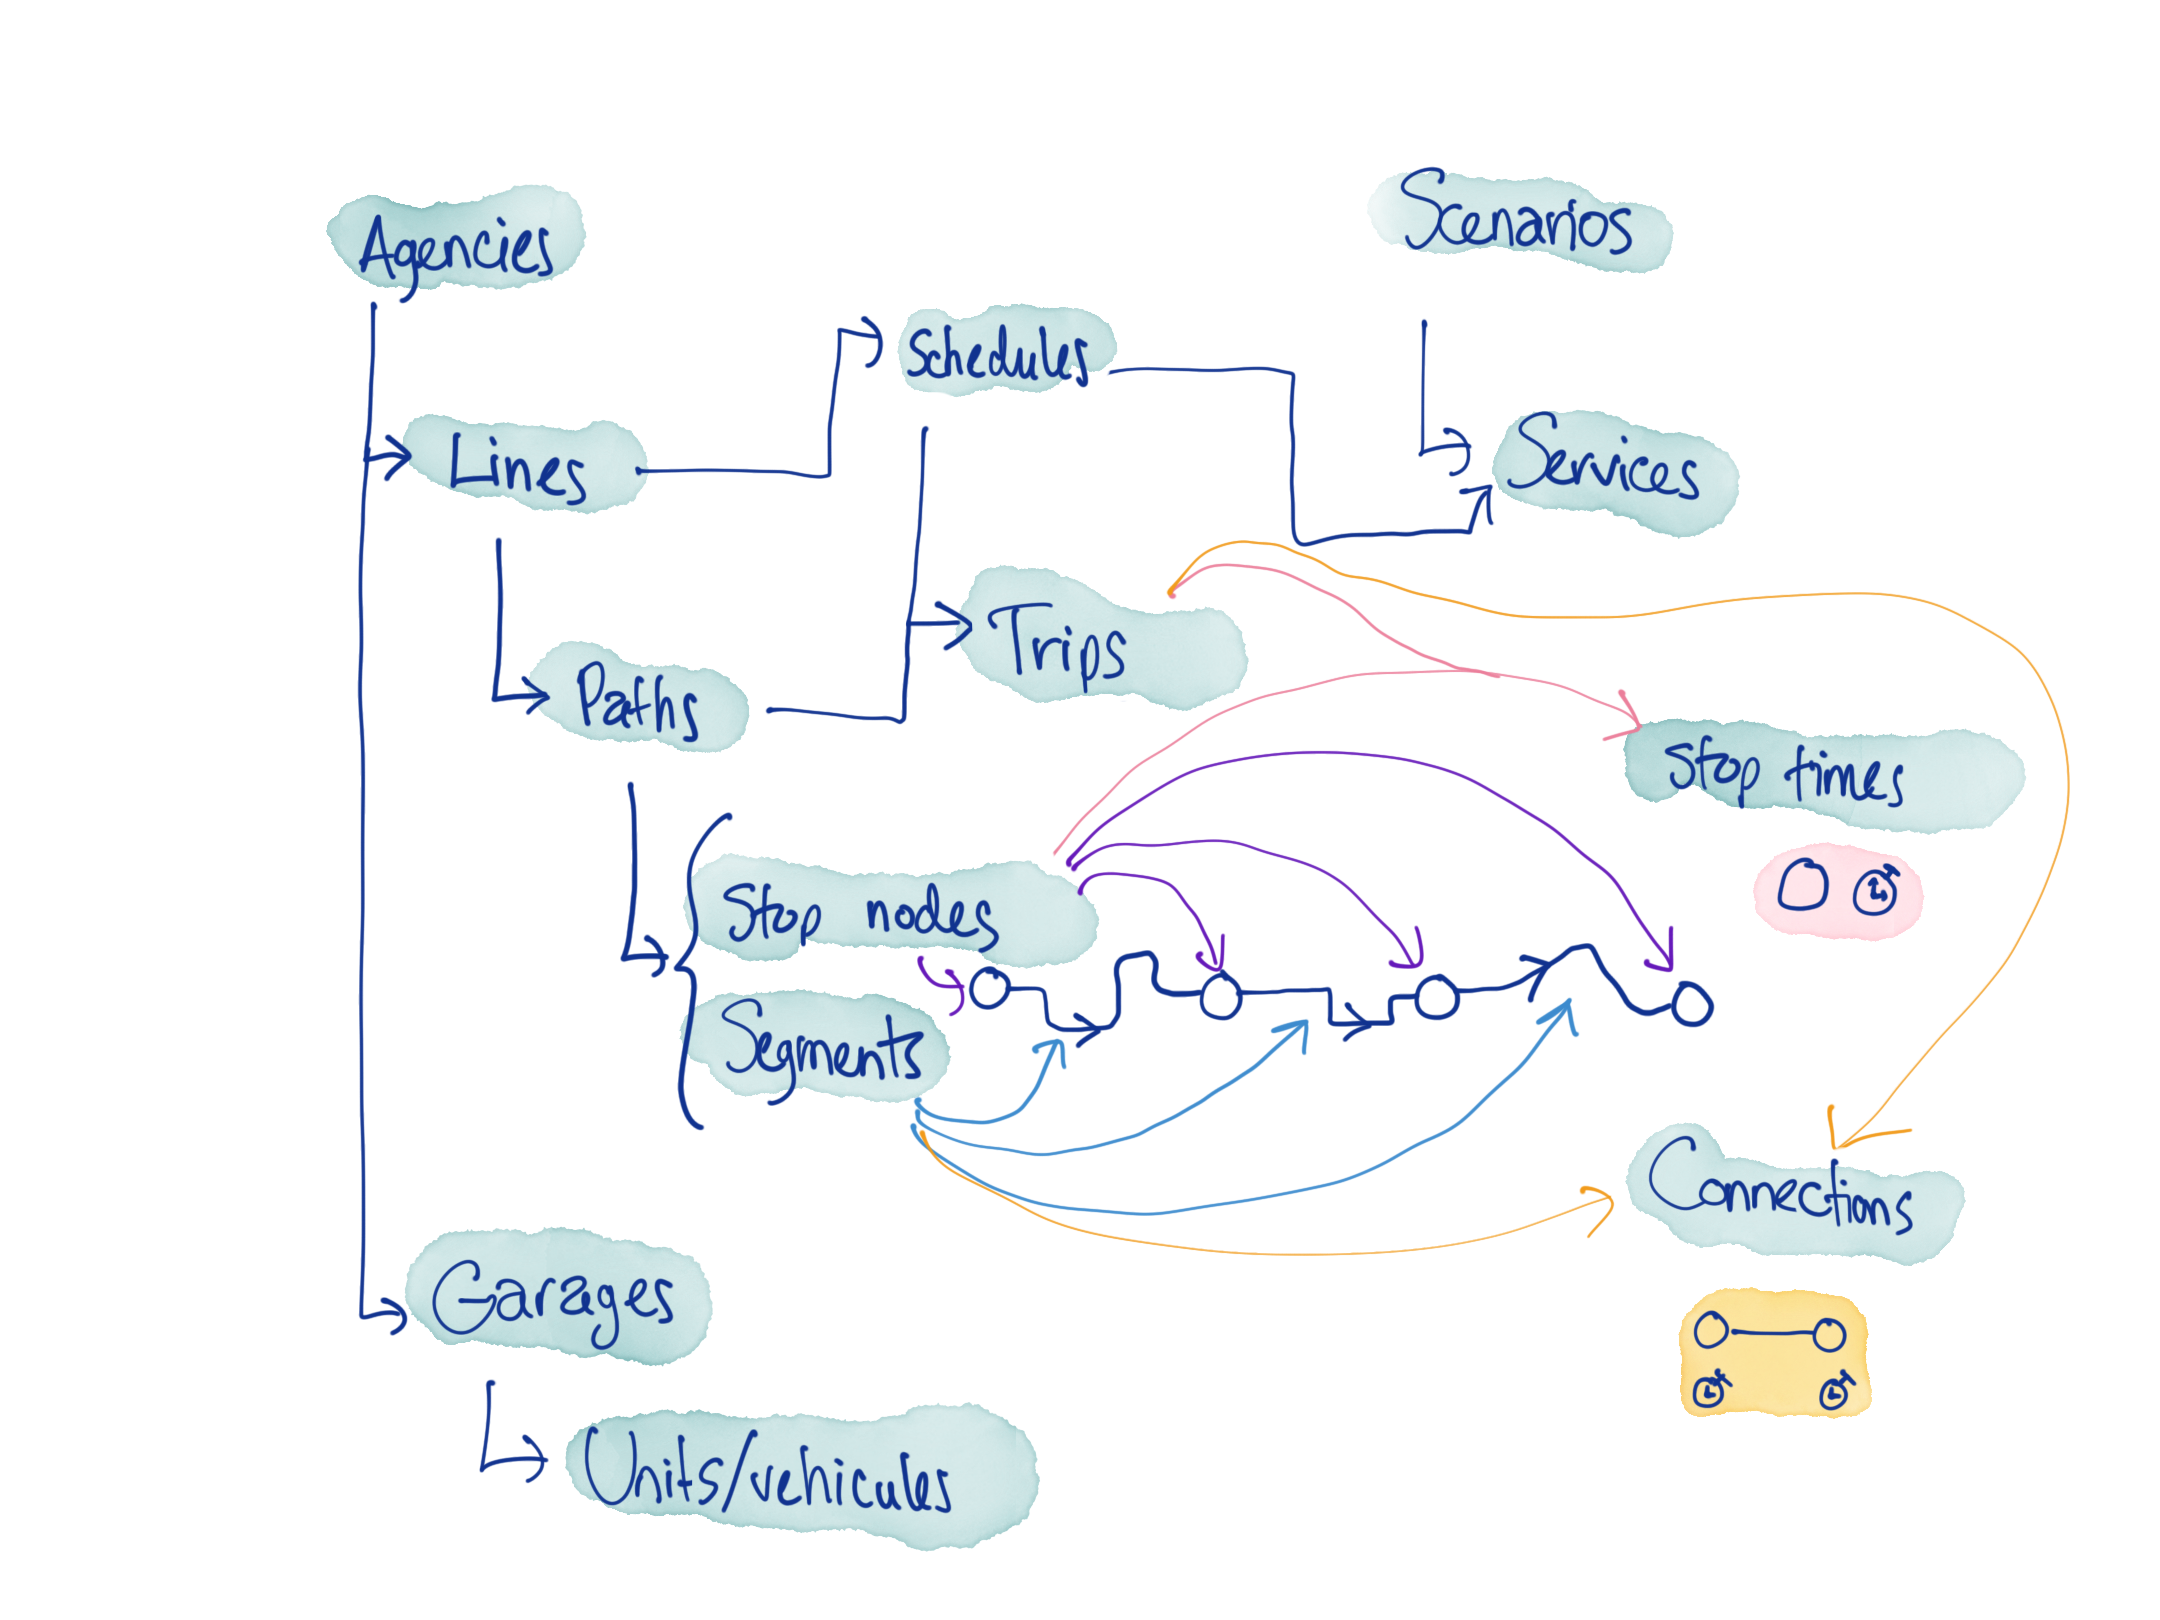 Agencies
Scenarios
Schedules
Lines
Services
Trips
Paths
Stop times
Stop nodes
Segments
Connections
Garages
Units/vehicules